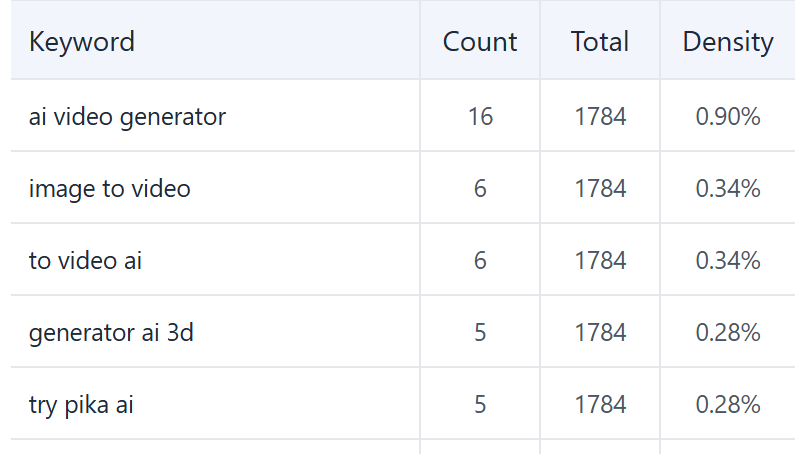 Keyword Count Total Density
ai video generator 16 1784 0.90%
image to video 6 1784 0.34%
to video ai 6 1784 0.34%
generator ai 3d 5 1784 0.28%
try pika ai 5 1784 0.28%